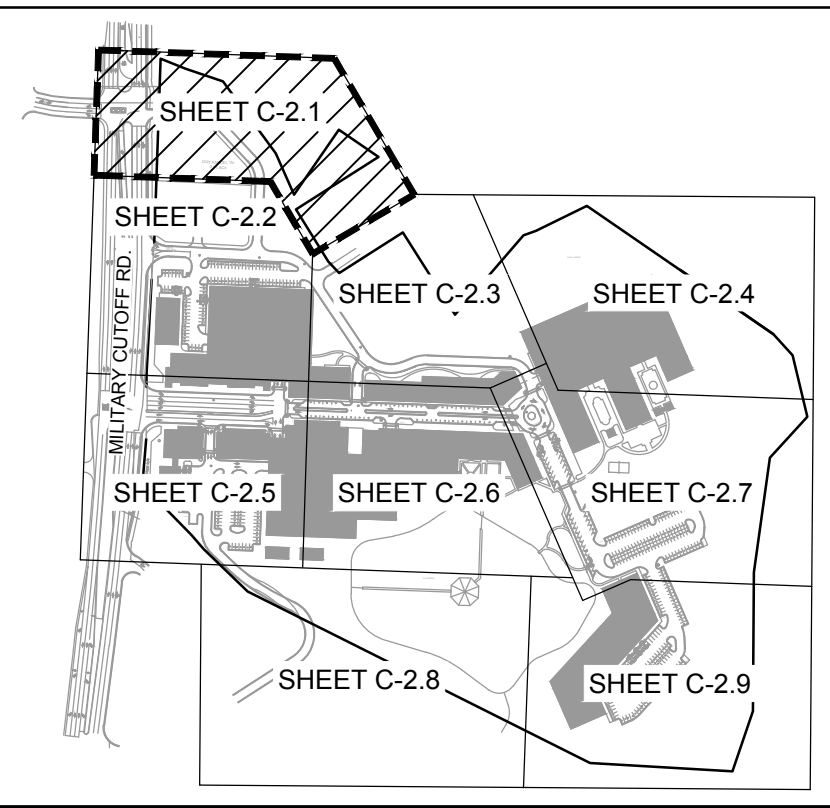 SHEET C-2.1
SHEET C-2.2
MILITARY CUTOFF RD.
SHEET C-2.3
SHEET C-2.4
SHEET C-2.5
SHEET C-2.6
SHEET C-2.7
SHEET C-2.8
SHEET C-2.9